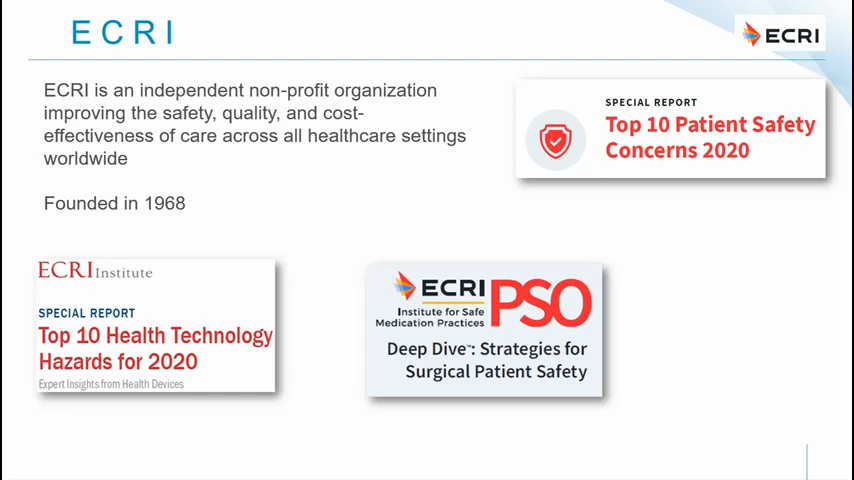 ECRI
ECRI
ECRI is an independent non-profit organization
improving the safety, quality, and cost-
effectiveness of care across all healthcare settings
worldwide
Founded in 1968
SPECIAL REPORT
Top 10 Patient Safety
Concerns 2020
ECRI Institute
SPECIAL REPORT
Top 10 Health Technology
Hazards for 2020
Expert Insights from Health Devices
ECRI PSO
Institute for Safe
Medication Practices
Deep Dive™: Strategies for
Surgical Patient Safety